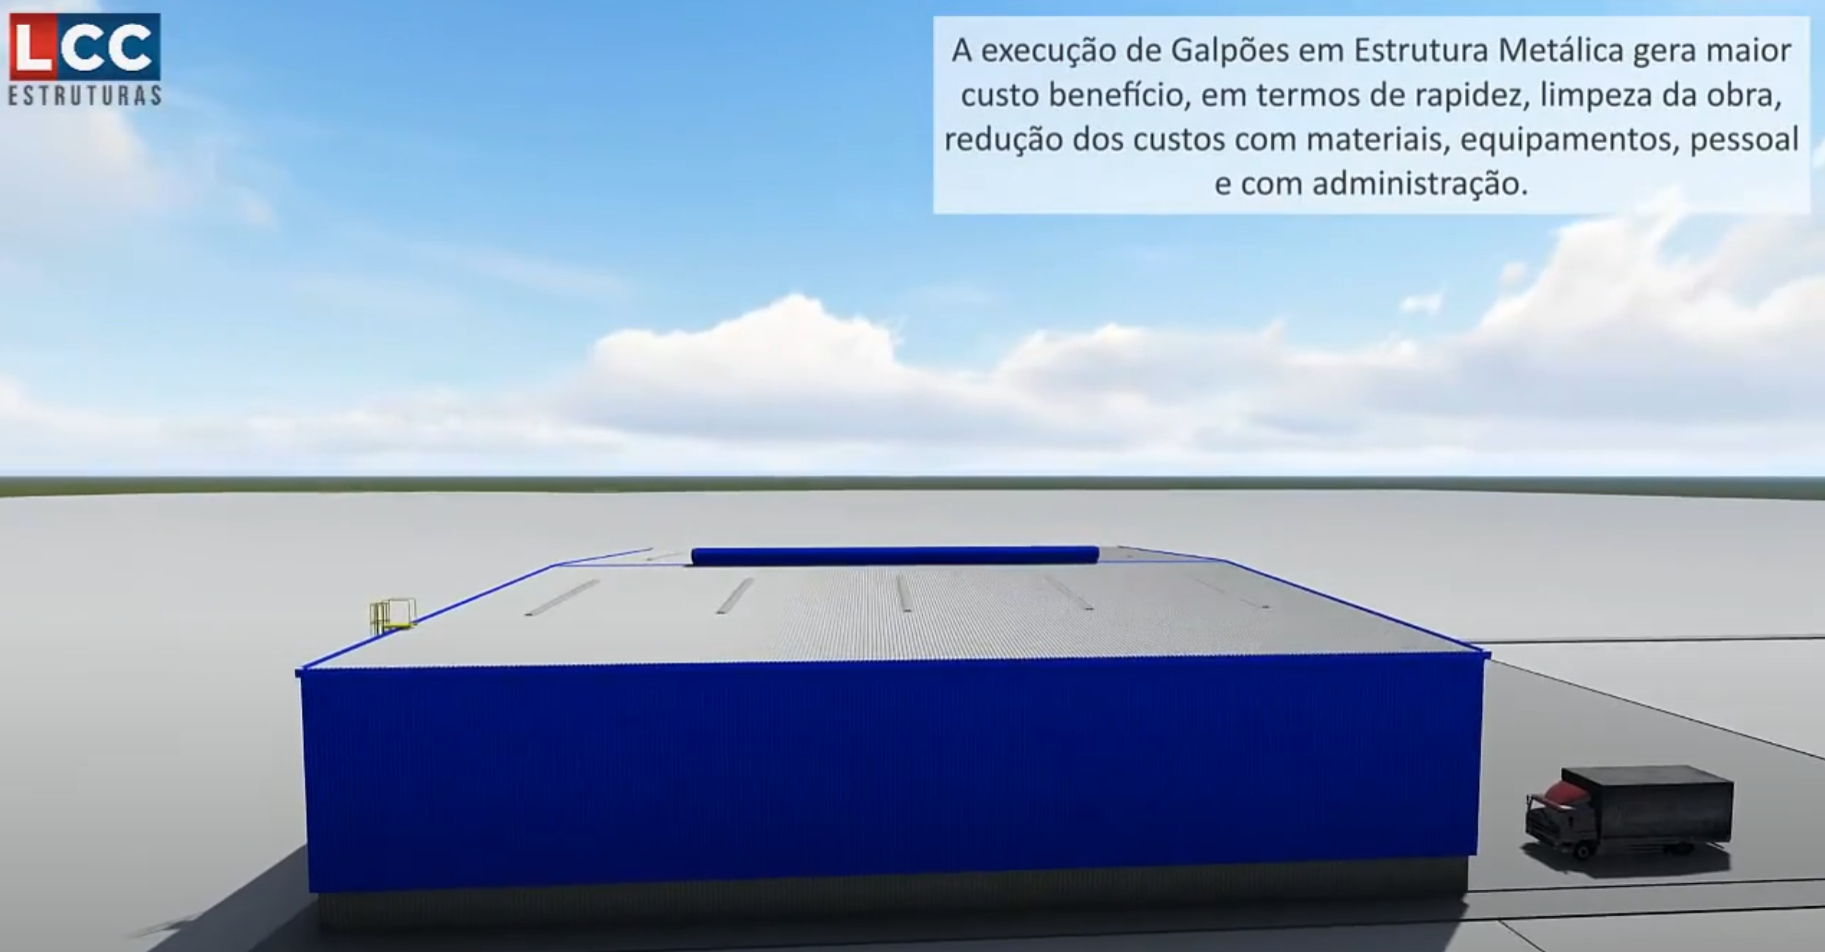 LCC
ESTRUTURAS
A execução de Galpões em Estrutura Metálica gera maior
custo benefício, em termos de rapidez, limpeza da obra,
redução dos custos com materiais, equipamentos, pessoal
e com administração.